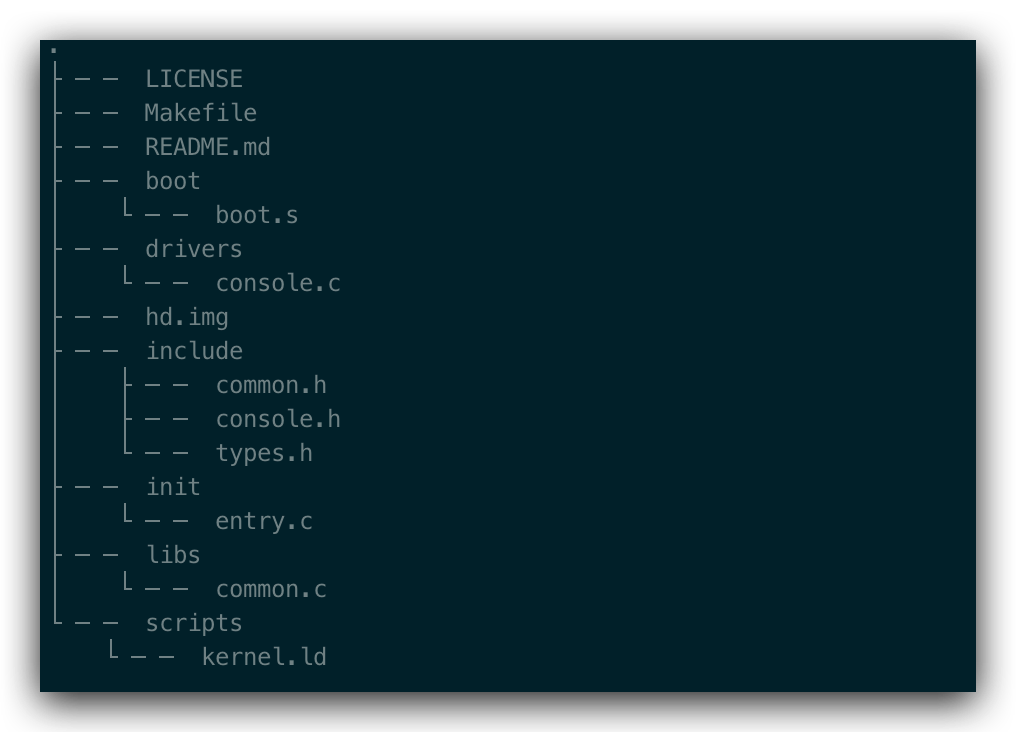 .
├── LICENSE
├── Makefile
├── README.md
├── boot
│   └── boot.s
├── drivers
│   └── console.c
├── hd.img
├── include
│   ├── common.h
│   ├── console.h
│   └── types.h
├── init
│   └── entry.c
├── libs
│   └── common.c
└── scripts
    └── kernel.ld